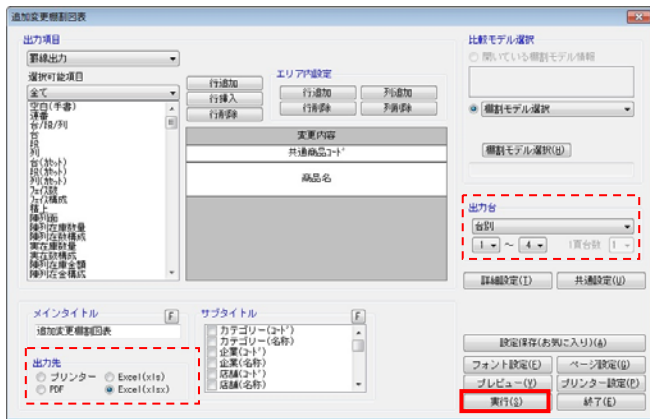 追加変更棚割図表
出力項目
罫線出力
選択可能項目
全て
空白(手書)
連番
台/段/列
台
段
列
台(ｶｾｯﾄ)
段(ｶｾｯﾄ)
列(ｶｾｯﾄ)
ﾌｪｲｽ数
ﾌｪｲｽ構成
積上
陳列面
陳列在庫数量
陳列在数構成
実在庫数量
実在数構成
陳列在庫金額
陳列在金構成
行追加
行挿入
行削除
エリア内設定
行追加
列追加
行削除
列削除
変更内容
共通商品ｺｰﾄﾞ
商品名
比較モデル選択
開いている棚割モデル情報
棚割モデル選択
棚割モデル選択(H)
出力台
台別
1 ～ 4
1頁台数 1
詳細設定(I)
共通設定(U)
メインタイトル
F
追加変更棚割図表
サブタイトル
F
カテゴリー(ｺｰﾄﾞ)
カテゴリー(名称)
企業(ｺｰﾄﾞ)
企業(名称)
店舗(ｺｰﾄﾞ)
店舗(名称)
出力先
プリンター
Excel(xls)
PDF
Excel(xlsx)
設定保存(お気に入り)(A)
フォント設定(F)
ページ設定(G)
プレビュー(V)
プリンター設定(P)
実行(S)
終了(E)